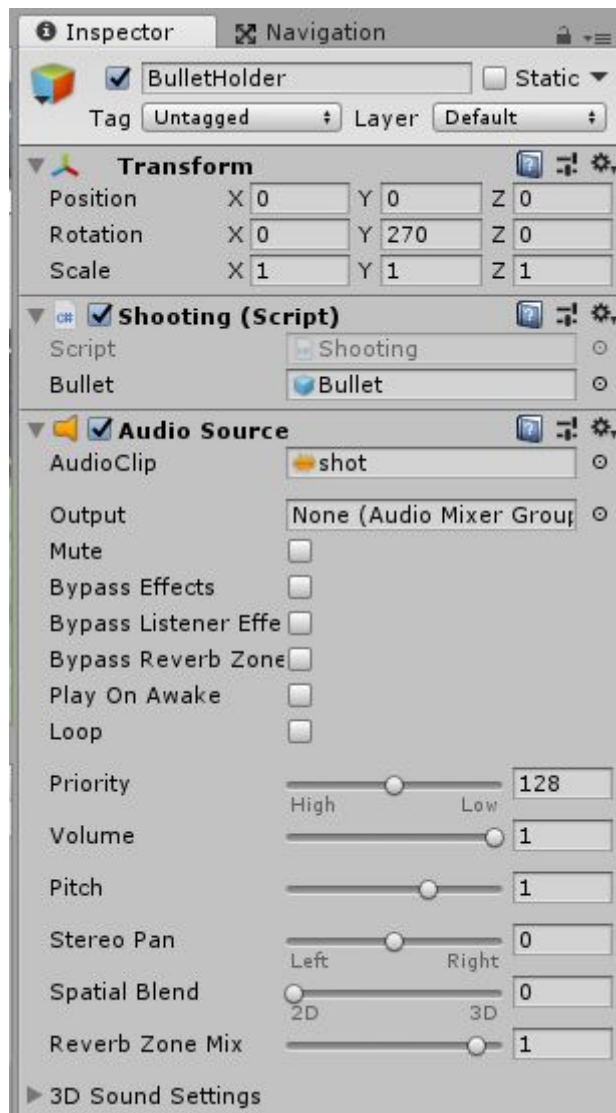 Inspector Navigation
BulletHolder Static
Tag Untagged Layer Default
Transform
Position X 0 Y 0 Z 0
Rotation X 0 Y 270 Z 0
Scale X 1 Y 1 Z 1
c# Shooting (Script)
Script Shooting
Bullet Bullet
Audio Source
AudioClip shot
Output None (Audio Mixer Group
Mute
Bypass Effects
Bypass Listener Effe
Bypass Reverb Zone
Play On Awake
Loop
Priority 128
High Low
Volume 1
Pitch 1
Stereo Pan 0
Left Right
Spatial Blend 0
2D 3D
Reverb Zone Mix 1
3D Sound Settings